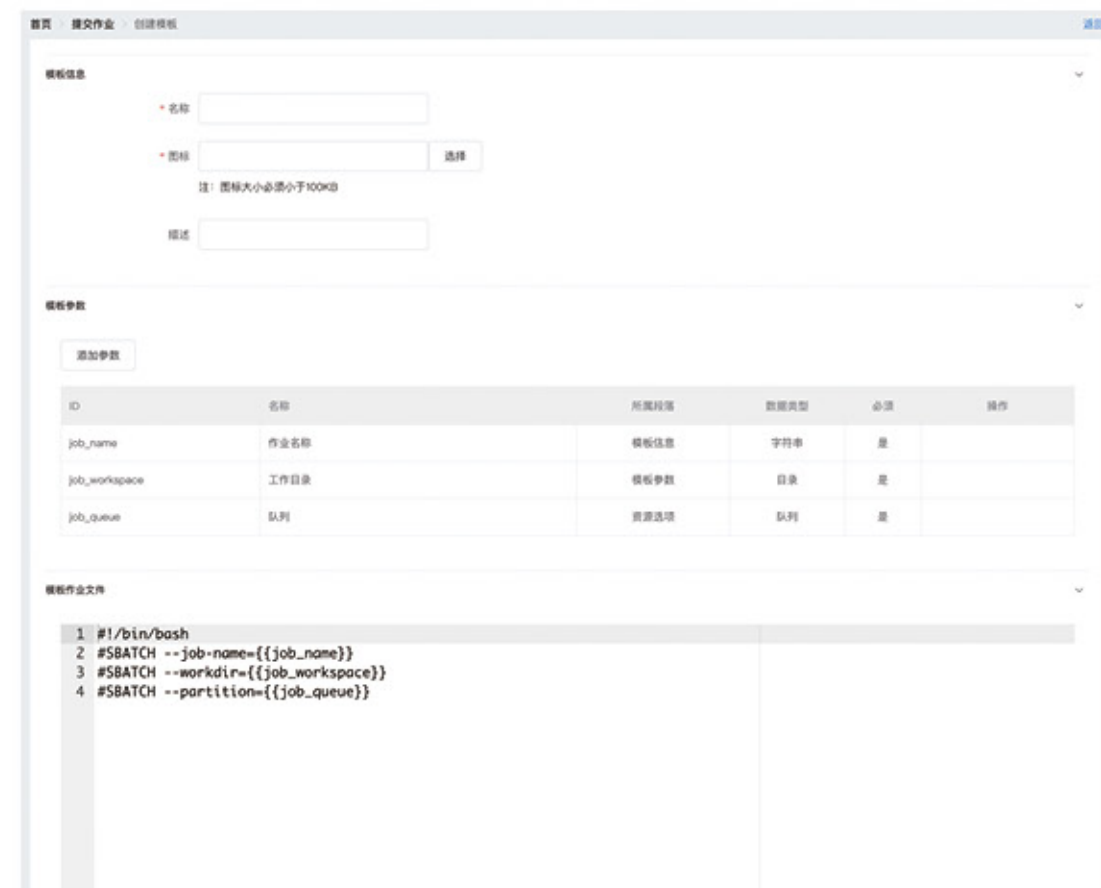 首页 > 提交作业 > 创建模板
返回
模板信息
* 名称
* 图标 选择
注：图标大小必须小于100KB
描述
模板参数
添加参数
ID 名称 所属段落 数据类型 必须 操作
job_name 作业名称 模板信息 字符串 是
job_workspace 工作目录 模板参数 目录 是
job_queue 队列 资源选项 队列 是
模板作业文件
1 #!/bin/bash
2 #SBATCH --job-name={{job_name}}
3 #SBATCH --workdir={{job_workspace}}
4 #SBATCH --partition={{job_queue}}